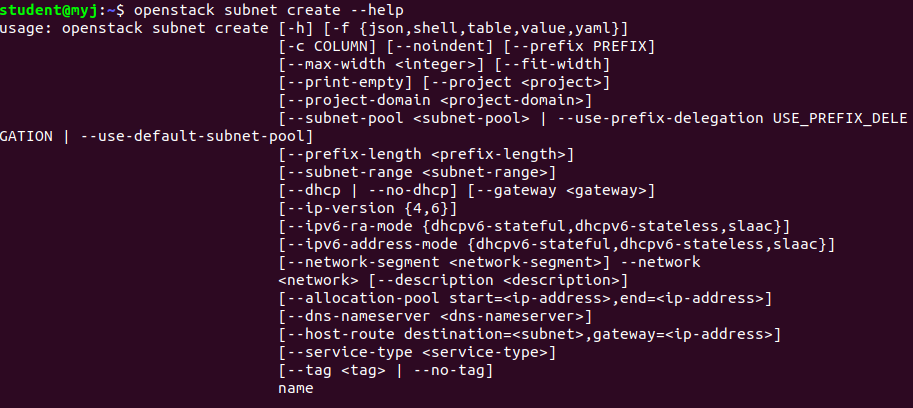 student@myj:~$ openstack subnet create --help
usage: openstack subnet create [-h] [-f {json,shell,table,value,yaml}]
[-c COLUMN] [--noindent] [--prefix PREFIX]
[--max-width <integer>] [--fit-width]
[--print-empty] [--project <project>]
[--project-domain <project-domain>]
[--subnet-pool <subnet-pool> | --use-prefix-delegation USE_PREFIX_DELE
GATION | --use-default-subnet-pool]
[--prefix-length <prefix-length>]
[--subnet-range <subnet-range>]
[--dhcp | --no-dhcp] [--gateway <gateway>]
[--ip-version {4,6}]
[--ipv6-ra-mode {dhcpv6-stateful,dhcpv6-stateless,slaac}]
[--ipv6-address-mode {dhcpv6-stateful,dhcpv6-stateless,slaac}]
[--network-segment <network-segment>] --network
<network> [--description <description>]
[--allocation-pool start=<ip-address>,end=<ip-address>]
[--dns-nameserver <dns-nameserver>]
[--host-route destination=<subnet>,gateway=<ip-address>]
[--service-type <service-type>]
[--tag <tag> | --no-tag]
name